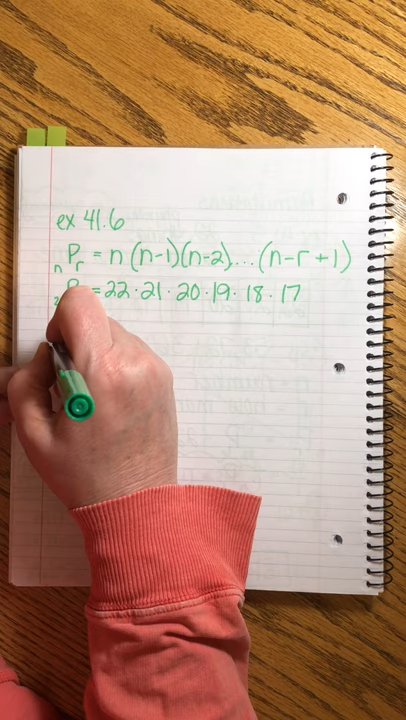 ex 41.6
nPr = n (n-1)(n-2)...(n-r+1)
P = 22 · 21 · 20 · 19 · 18 · 17